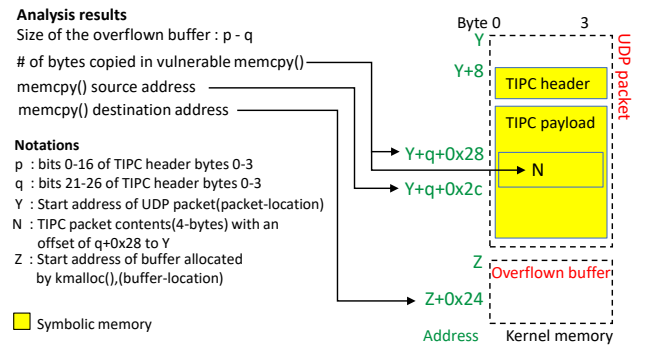 Analysis results
Size of the overflown buffer : p - q
# of bytes copied in vulnerable memcpy()
memcpy() source address
memcpy() destination address
Notations
p : bits 0-16 of TIPC header bytes 0-3
q : bits 21-26 of TIPC header bytes 0-3
Y : Start address of UDP packet(packet-location)
N : TIPC packet contents(4-bytes) with an
offset of q+0x28 to Y
Z : Start address of buffer allocated
by kmalloc(),(buffer-location)
Symbolic memory
Byte 0 3
Y
Y+8
TIPC header
TIPC payload
UDP packet
Y+q+0x28
N
Y+q+0x2c
Z
Overflown buffer
Z+0x24
Address Kernel memory